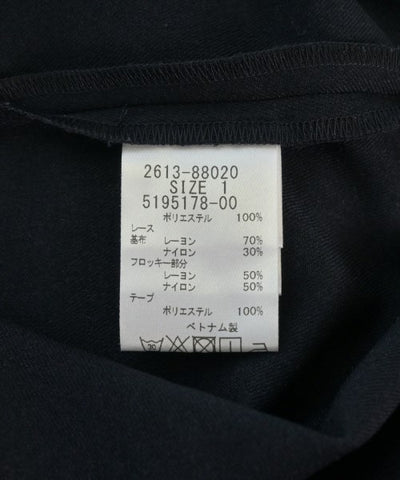 2613-88020
SIZE 1
5195178-00
ポリエステル 100%
レース
基布 レーヨン 70%
ナイロン 30%
フロッキー部分
レーヨン 50%
ナイロン 50%
テープ
ポリエステル 100%
ベトナム製